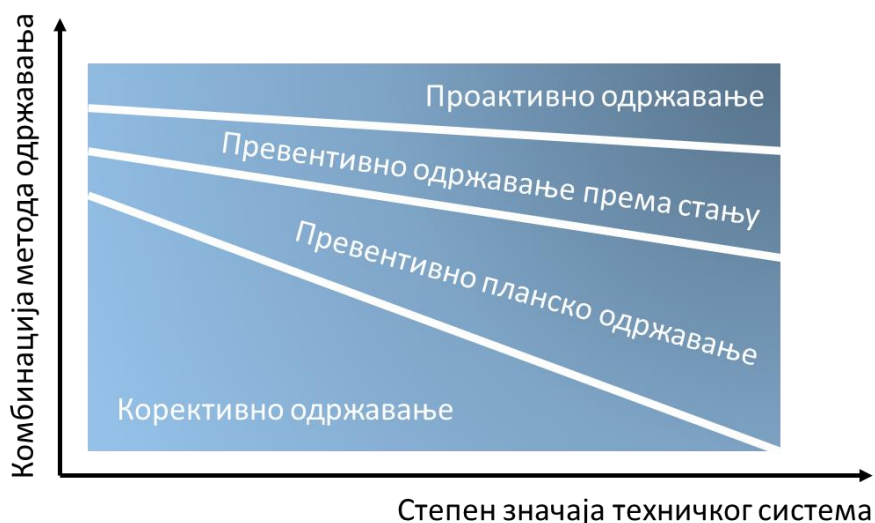 Комбинација метода одржавања
Проактивно одржавање
Превентивно одржавање према стању
Превентивно планско одржавање
Корективно одржавање
Степен значаја техничког система